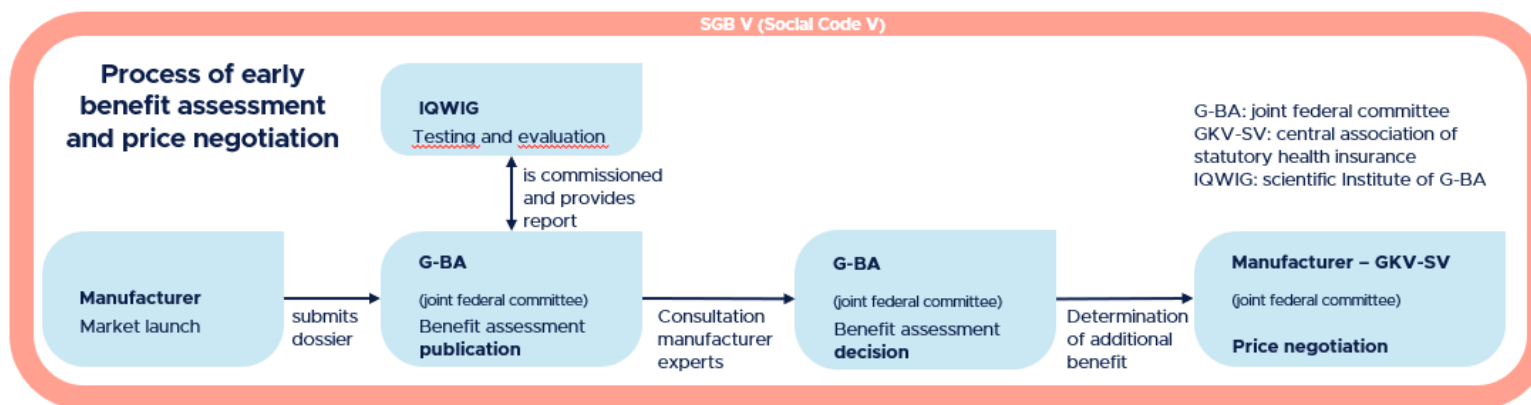 SGB V (Social Code V)
Process of early
benefit assessment
and price negotiation
IQWIG
Testing and evaluation
G-BA: joint federal committee
GKV-SV: central association of
statutory health insurance
IQWIG: scientific Institute of G-BA
is commissioned
and provides
report
Manufacturer
Market launch
submits
dossier
G-BA
(joint federal committee)
Benefit assessment
publication
Consultation
manufacturer
experts
G-BA
(joint federal committee)
Benefit assessment
decision
Determination
of additional
benefit
Manufacturer – GKV-SV
(joint federal committee)
Price negotiation